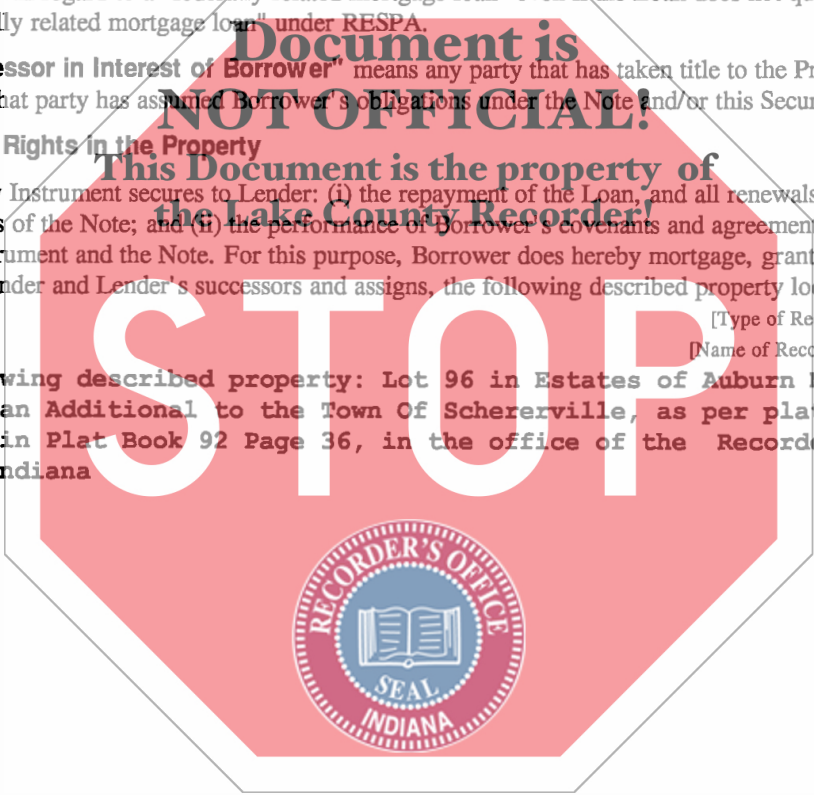 lly related mortgage loan" under RESPA.
Document is
essor in Interest of Borrower" means any party that has taken title to the Pr
hat party has assumed Borrower's obligations under the Note and/or this Secur
NOT OFFICIAL!
Rights in the Property
This Document is the property of
Instrument secures to Lender: (i) the repayment of the Loan, and all renewals
the Lake County Recorder!
s of the Note; and (ii) the performance of Borrower's covenants and agreemen
rument and the Note. For this purpose, Borrower does hereby mortgage, grant
nder and Lender's successors and assigns, the following described property lo
[Type of Re
[Name of Reco
STOP
wing described property: Lot 96 in Estates of Auburn
an Additional to the Town Of Schererville, as per pla
in Plat Book 92 Page 36, in the office of the Recorde
ndiana
RECORDER'S OFFICE
SEAL
INDIANA